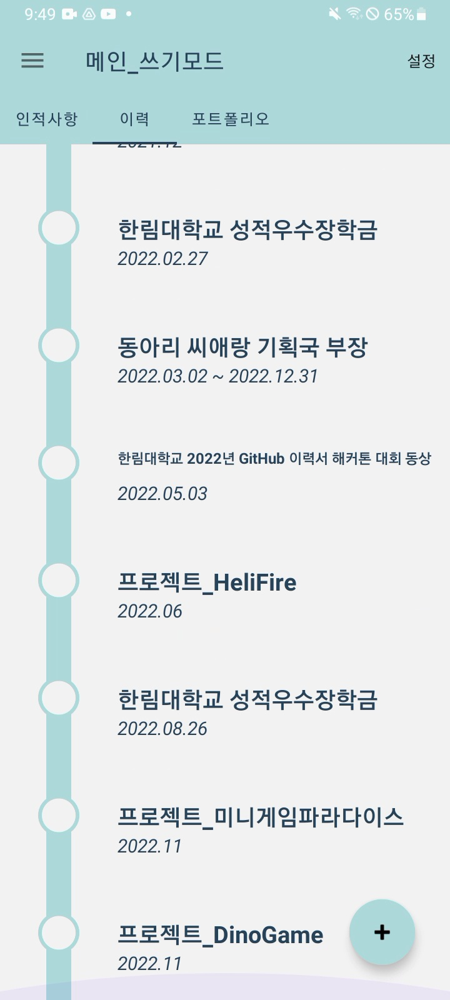 9:49
65%
메인_쓰기모드
설정
인적사항 이력 포트폴리오
한림대학교 성적우수장학금
2022.02.27
동아리 씨애랑 기획국 부장
2022.03.02 ~ 2022.12.31
한림대학교 2022년 GitHub 이력서 해커톤 대회 동상
2022.05.03
프로젝트_HeliFire
2022.06
한림대학교 성적우수장학금
2022.08.26
프로젝트_미니게임파라다이스
2022.11
프로젝트_DinoGame
2022.11